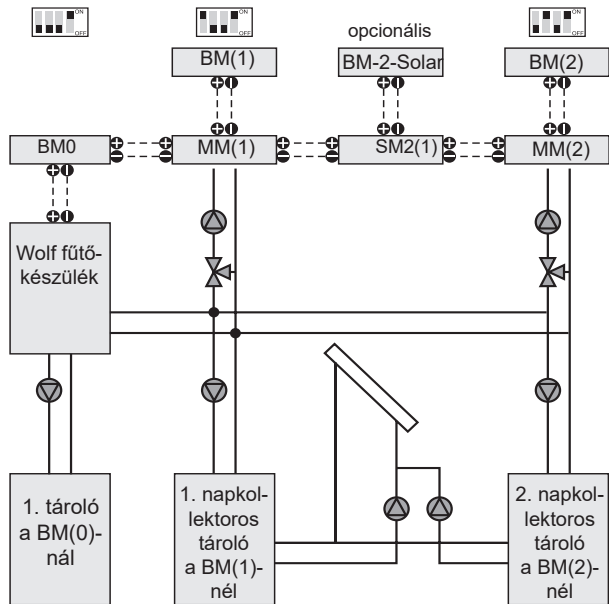 ON
OFF
ON
OFF
ON
OFF
opcionális
BM(1)
BM-2-Solar
BM(2)
BM0
MM(1)
SM2(1)
MM(2)
Wolf fűtő-
készülék
1. tároló
a BM(0)-
nál
1. napkol-
lektoros
tároló
a BM(1)-
nél
2. napkol-
lektoros
tároló
a BM(2)-
nél